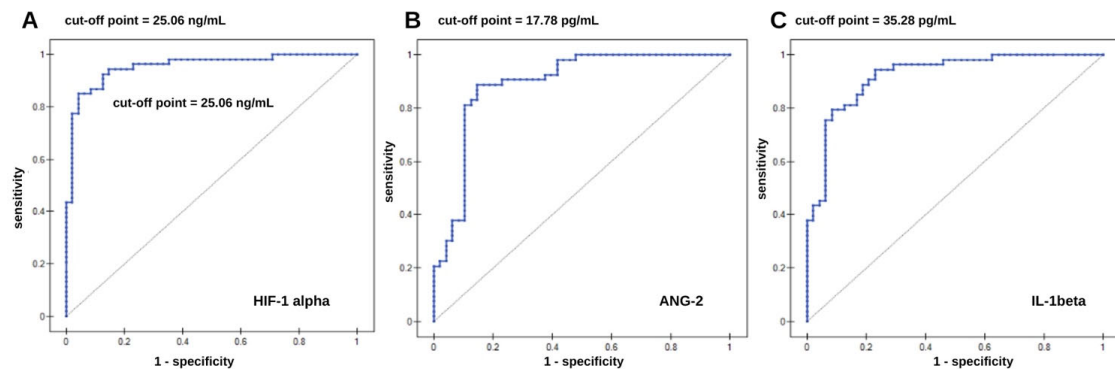 A
cut-off point = 25.06 ng/mL
cut-off point = 25.06 ng/mL
sensitivity
1
0.8
0.6
0.4
0.2
0
0
0.2
0.4
0.6
0.8
1
HIF-1 alpha
1 - specificity
B
cut-off point = 17.78 pg/mL
sensitivity
1
0.8
0.6
0.4
0.2
0
0
0.2
0.4
0.6
0.8
1
ANG-2
1 - specificity
C
cut-off point = 35.28 pg/mL
sensitivity
1
0.8
0.6
0.4
0.2
0
0
0.2
0.4
0.6
0.8
1
IL-1beta
1 - specificity